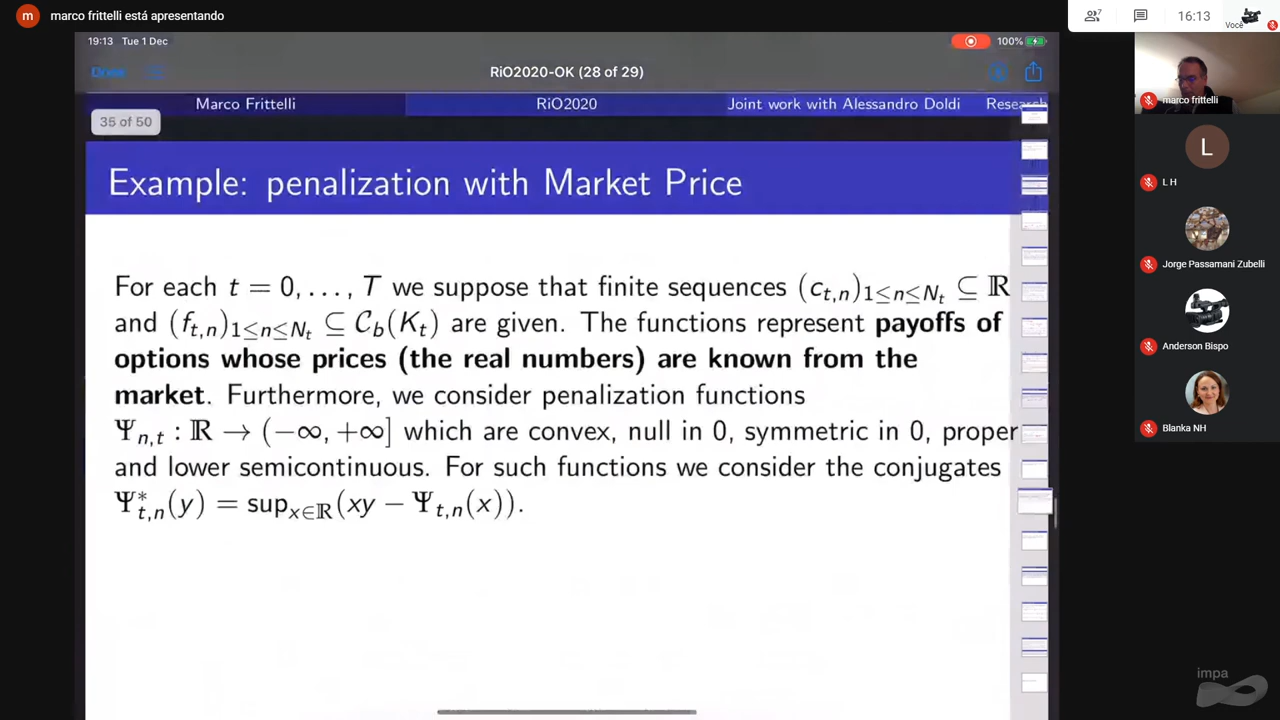 m marco frittelli está apresentando
7
16:13
Você
19:13 Tue 1 Dec
100%
Done
RiO2020-OK (28 of 29)
Marco Frittelli
RiO2020
Joint work with Alessandro Doldi
Research
35 of 50
Example: penalization with Market Price
For each t = 0, . . . , T we suppose that finite sequences (c_{t,n})_{1≤n≤N_t} ⊆ ℝ
and (f_{t,n})_{1≤n≤N_t} ⊆ 𝒞_b(K_t) are given. The functions represent payoffs of
options whose prices (the real numbers) are known from the
market. Furthermore, we consider penalization functions
Ψ_{n,t} : ℝ → (−∞, +∞] which are convex, null in 0, symmetric in 0, proper
and lower semicontinuous. For such functions we consider the conjugates
Ψ*_{t,n}(y) = sup_{x∈ℝ}(xy − Ψ_{t,n}(x)).
marco frittelli
L
L H
Jorge Passamani Zubelli
Anderson Bispo
Blanka NH
impa